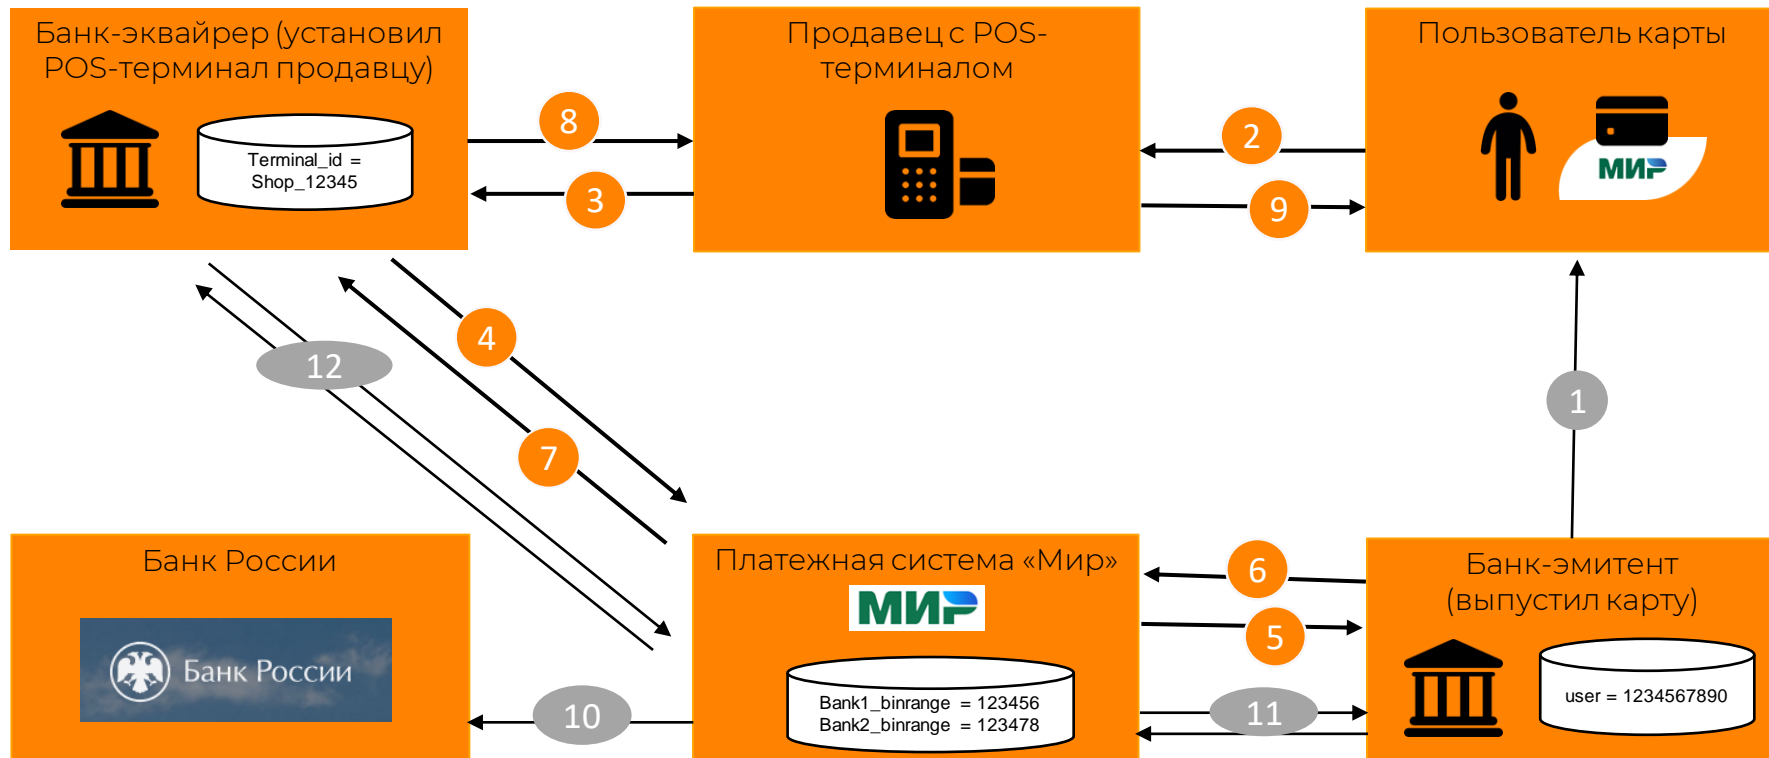 Банк-эквайрер (установил
POS-терминал продавцу)
Terminal_id =
Shop_12345
8
3
Продавец с POS-
терминалом
2
9
Пользователь карты
МИР
4
12
7
1
Банк России
Банк России
10
Платежная система «Мир»
МИР
Bank1_binrange = 123456
Bank2_binrange = 123478
6
5
11
Банк-эмитент
(выпустил карту)
user = 1234567890